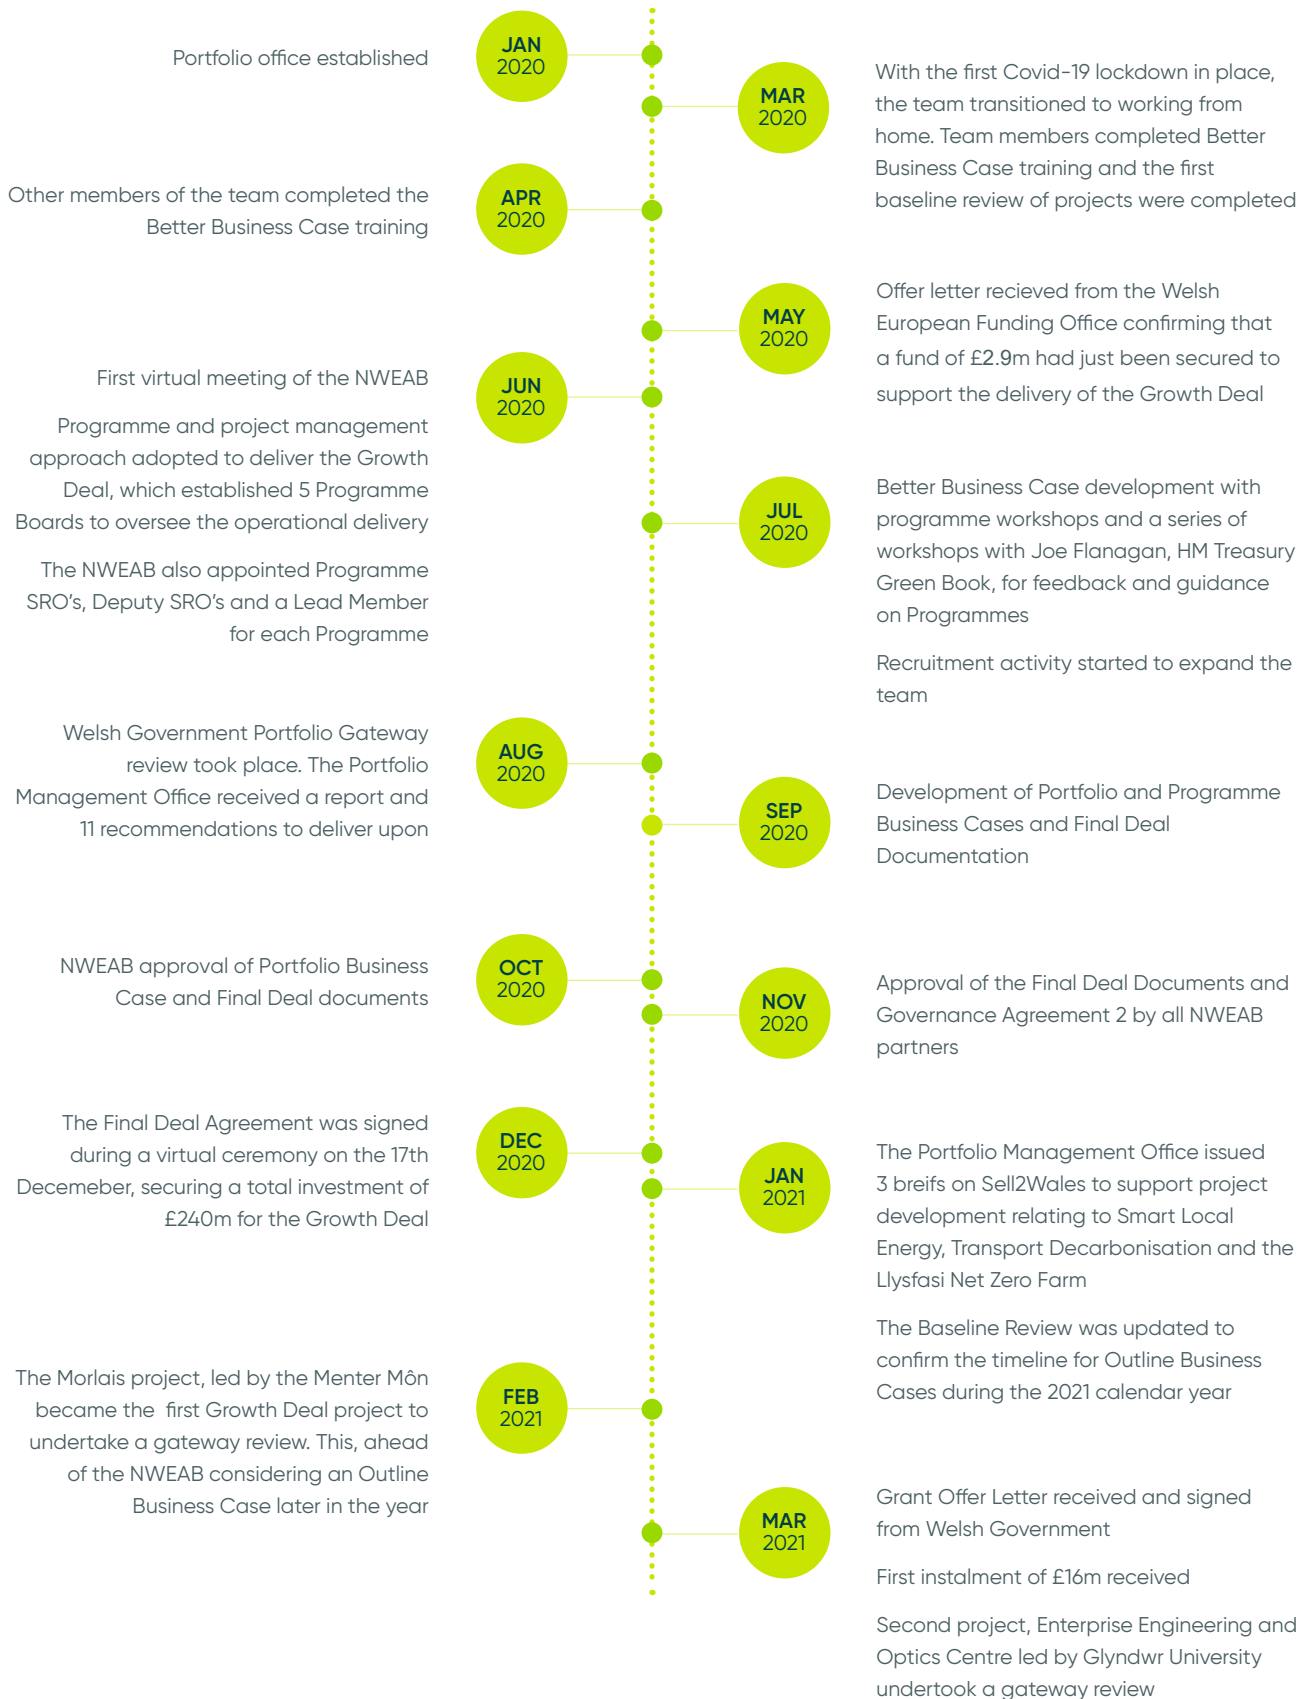 Portfolio office established
JAN
2020
MAR
2020
With the first Covid-19 lockdown in place,
the team transitioned to working from
home. Team members completed Better
Business Case training and the first
baseline review of projects were completed
Other members of the team completed the
Better Business Case training
APR
2020
MAY
2020
Offer letter recieved from the Welsh
European Funding Office confirming that
a fund of £2.9m had just been secured to
support the delivery of the Growth Deal
First virtual meeting of the NWEAB
Programme and project management
approach adopted to deliver the Growth
Deal, which established 5 Programme
Boards to oversee the operational delivery
The NWEAB also appointed Programme
SRO's, Deputy SRO's and a Lead Member
for each Programme
JUN
2020
JUL
2020
Better Business Case development with
programme workshops and a series of
workshops with Joe Flanagan, HM Treasury
Green Book, for feedback and guidance
on Programmes
Recruitment activity started to expand the
team
Welsh Government Portfolio Gateway
review took place. The Portfolio
Management Office received a report and
11 recommendations to deliver upon
AUG
2020
SEP
2020
Development of Portfolio and Programme
Business Cases and Final Deal
Documentation
NWEAB approval of Portfolio Business
Case and Final Deal documents
OCT
2020
NOV
2020
Approval of the Final Deal Documents and
Governance Agreement 2 by all NWEAB
partners
The Final Deal Agreement was signed
during a virtual ceremony on the 17th
Decemeber, securing a total investment of
£240m for the Growth Deal
DEC
2020
JAN
2021
The Portfolio Management Office issued
3 breifs on Sell2Wales to support project
development relating to Smart Local
Energy, Transport Decarbonisation and the
Llysfasi Net Zero Farm
The Baseline Review was updated to
confirm the timeline for Outline Business
Cases during the 2021 calendar year
The Morlais project, led by the Menter Môn
became the first Growth Deal project to
undertake a gateway review. This, ahead
of the NWEAB considering an Outline
Business Case later in the year
FEB
2021
MAR
2021
Grant Offer Letter received and signed
from Welsh Government
First instalment of £16m received
Second project, Enterprise Engineering and
Optics Centre led by Glyndwr University
undertook a gateway review